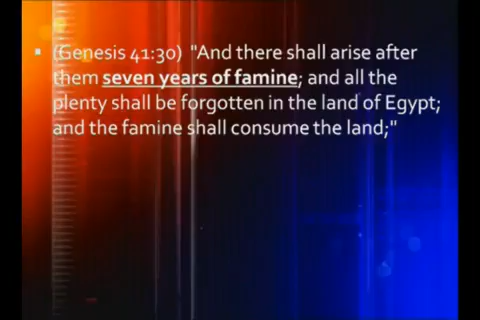 (Genesis 41:30) "And there shall arise after
them seven years of famine; and all the
plenty shall be forgotten in the land of Egypt;
and the famine shall consume the land;"